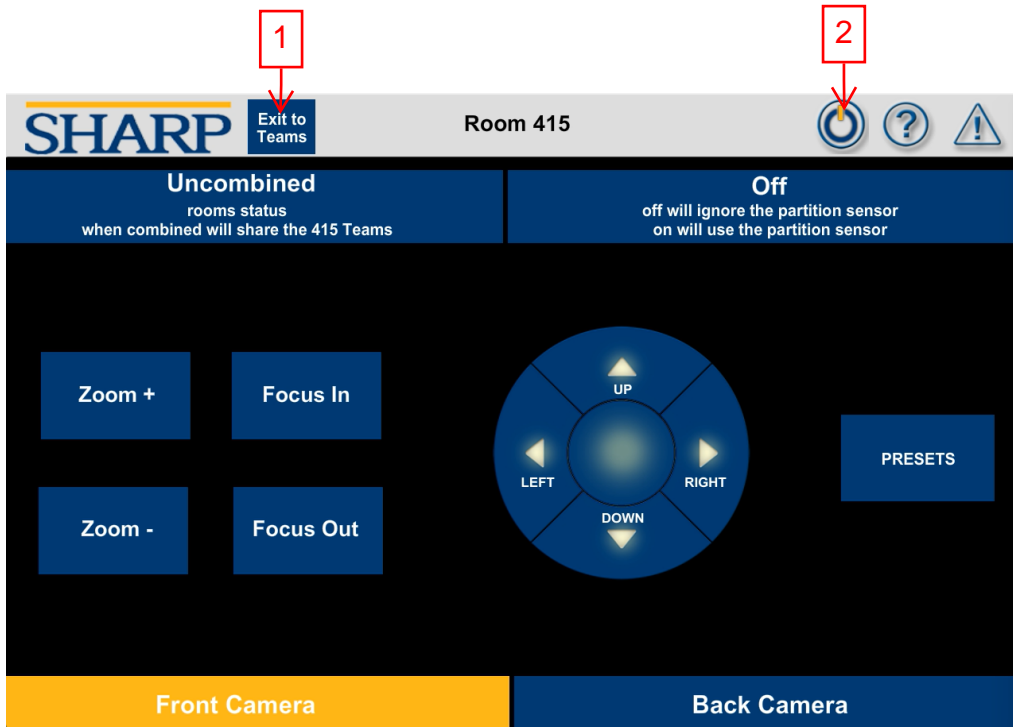 1
2
SHARP
Exit to
Teams
Room 415
?
!
Uncombined
rooms status
when combined will share the 415 Teams
Off
off will ignore the partition sensor
on will use the partition sensor
Zoom +
Focus In
UP
LEFT
RIGHT
PRESETS
Zoom -
Focus Out
DOWN
Front Camera
Back Camera